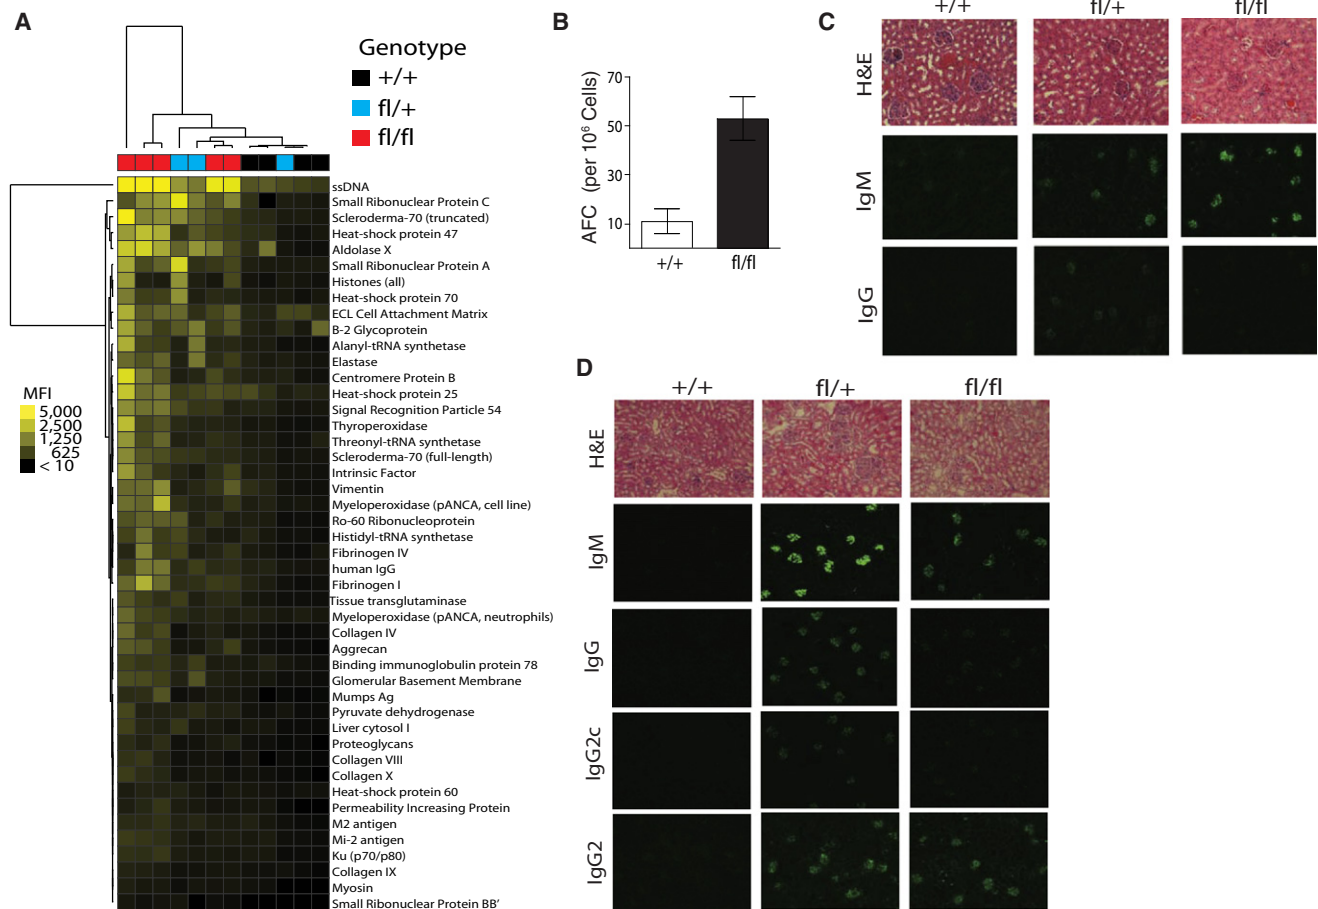 A
Genotype
+/+
fl/+
fl/fl
MFI
5,000
2,500
1,250
625
< 10
ssDNA
Small Ribonuclear Protein C
Scleroderma-70 (truncated)
Heat-shock protein 47
Aldolase X
Small Ribonuclear Protein A
Histones (all)
Heat-shock protein 70
ECL Cell Attachment Matrix
B-2 Glycoprotein
Alanyl-tRNA synthetase
Elastase
Centromere Protein B
Heat-shock protein 25
Signal Recognition Particle 54
Thyroperoxidase
Threonyl-tRNA synthetase
Scleroderma-70 (full-length)
Intrinsic Factor
Vimentin
Myeloperoxidase (pANCA, cell line)
Ro-60 Ribonucleoprotein
Histidyl-tRNA synthetase
Fibrinogen IV
human IgG
Fibrinogen I
Tissue transglutaminase
Myeloperoxidase (pANCA, neutrophils)
Collagen IV
Aggrecan
Binding immunoglobulin protein 78
Glomerular Basement Membrane
Mumps Ag
Pyruvate dehydrogenase
Liver cytosol I
Proteoglycans
Collagen VIII
Collagen X
Heat-shock protein 60
Permeability Increasing Protein
M2 antigen
Mi-2 antigen
Ku (p70/p80)
Collagen IX
Myosin
Small Ribonuclear Protein BB'
B
AFC (per 10⁶ Cells)
70
50
30
10
+/+
fl/fl
C
+/+
fl/+
fl/fl
H&E
IgM
IgG
D
+/+
fl/+
fl/fl
H&E
IgM
IgG
IgG2c
IgG2